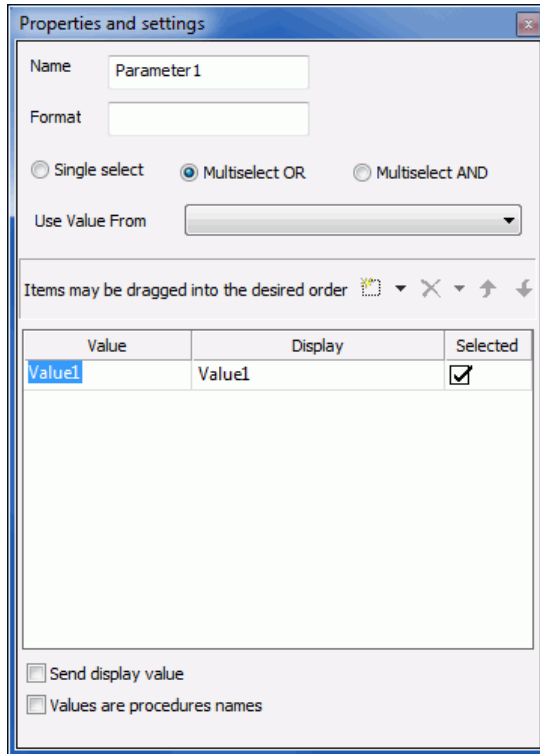 Properties and settings
Name Parameter1
Format
Single select Multiselect OR Multiselect AND
Use Value From
Items may be dragged into the desired order
Value Display Selected
Value1 Value1
Send display value
Values are procedures names